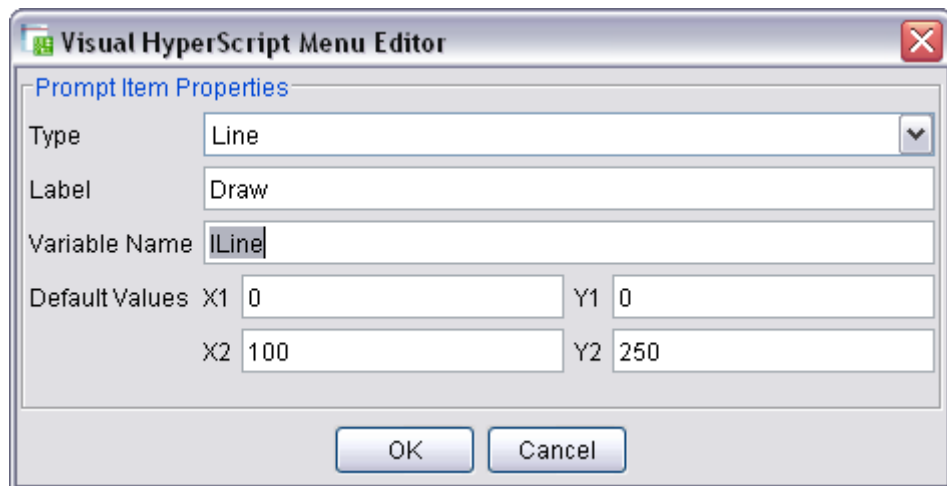 Visual HyperScript Menu Editor
Prompt Item Properties
Type Line
Label Draw
Variable Name lLine
Default Values X1 0 Y1 0
X2 100 Y2 250
OK Cancel